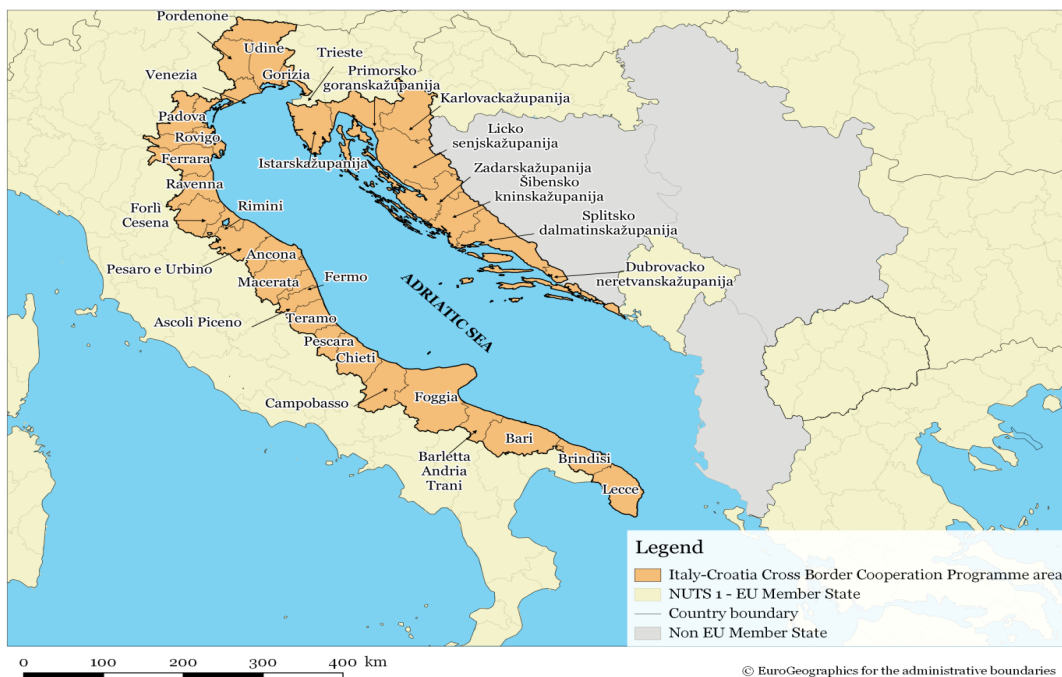 Pordenone
Udine
Trieste
Venezia
Gorizia
Primorsko
goranskažupanija
Padova
Karlovackažupanija
Rovigo
Licko
senjskažupanija
Ferrara
Istarskažupanija
Zadarskažupanija
Ravenna
Šibensko
kninskažupanija
Forlì
Cesena
Rimini
Splitsko
dalmatinskažupanija
Pesaro e Urbino
Ancona
Dubrovacko
neretvanskažupanija
Macerata
Fermo
ADRIATIC SEA
Ascoli Piceno
Teramo
Pescara
Chieti
Campobasso
Foggia
Bari
Barletta
Andria
Trani
Brindisi
Lecce
Legend
Italy-Croatia Cross Border Cooperation Programme area
NUTS 1 - EU Member State
Country boundary
Non EU Member State
0 100 200 300 400 km
© EuroGeographics for the administrative boundaries